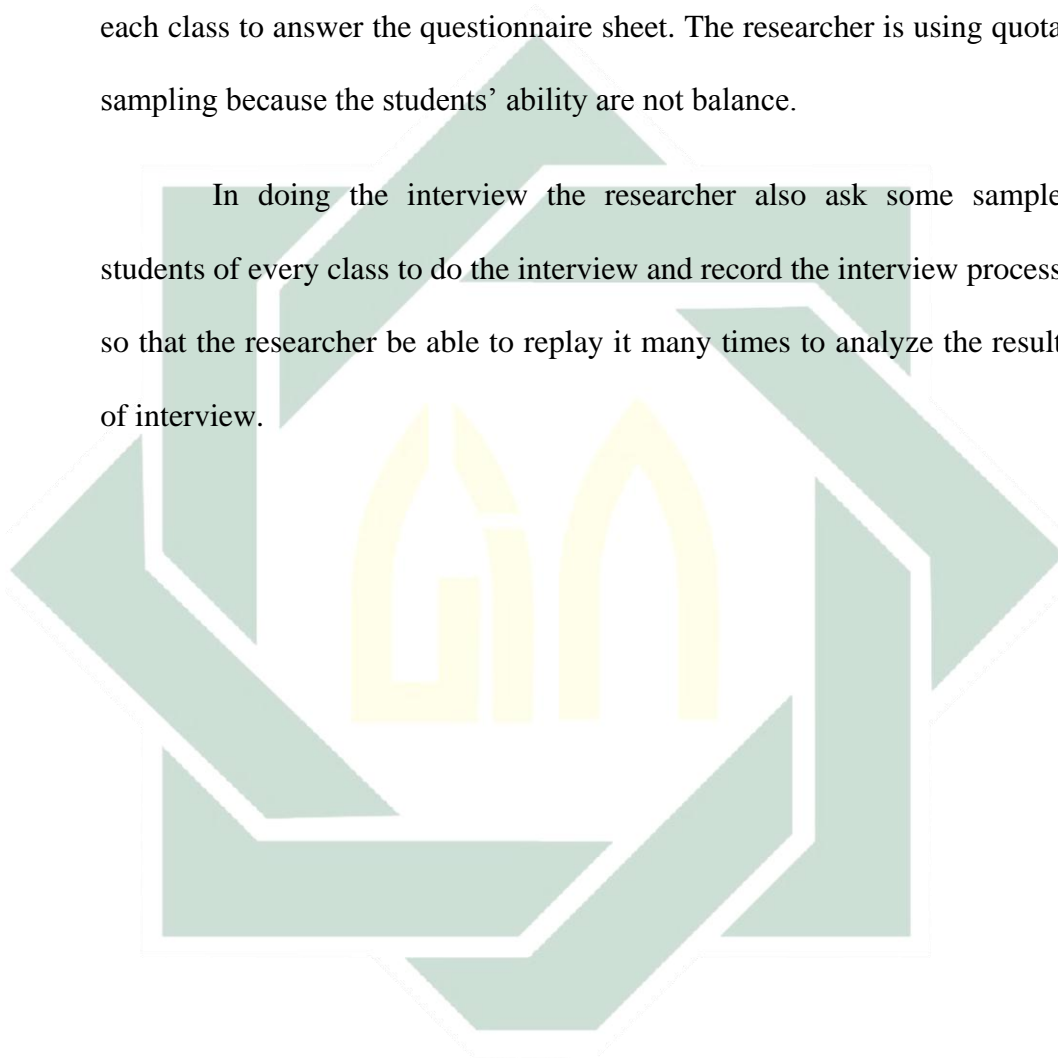 each class to answer the questionnaire sheet. The researcher is using quota
sampling because the students’ ability are not balance.
In doing the interview the researcher also ask some sample
students of every class to do the interview and record the interview process
so that the researcher be able to replay it many times to analyze the result
of interview.